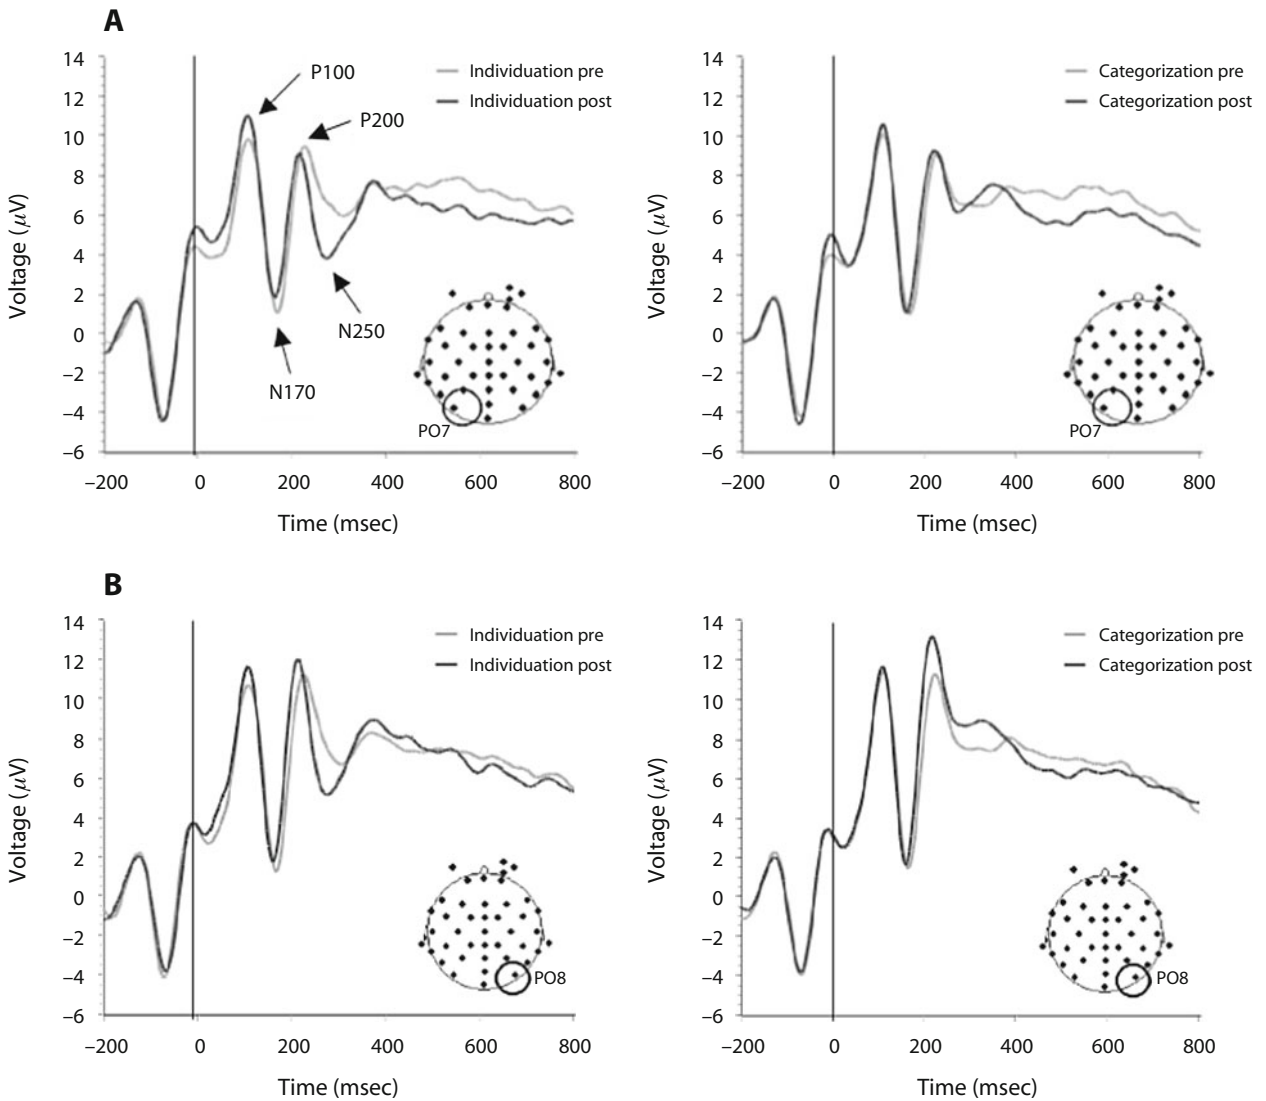 A
14
12
10
8
6
4
2
0
−2
−4
−6
Voltage (μV)
−200 0 200 400 600 800
Time (msec)
P100
P200
N170
N250
Individuation pre
Individuation post
PO7
14
12
10
8
6
4
2
0
−2
−4
−6
Voltage (μV)
−200 0 200 400 600 800
Time (msec)
Categorization pre
Categorization post
PO7
B
14
12
10
8
6
4
2
0
−2
−4
−6
Voltage (μV)
−200 0 200 400 600 800
Time (msec)
Individuation pre
Individuation post
PO8
14
12
10
8
6
4
2
0
−2
−4
−6
Voltage (μV)
−200 0 200 400 600 800
Time (msec)
Categorization pre
Categorization post
PO8